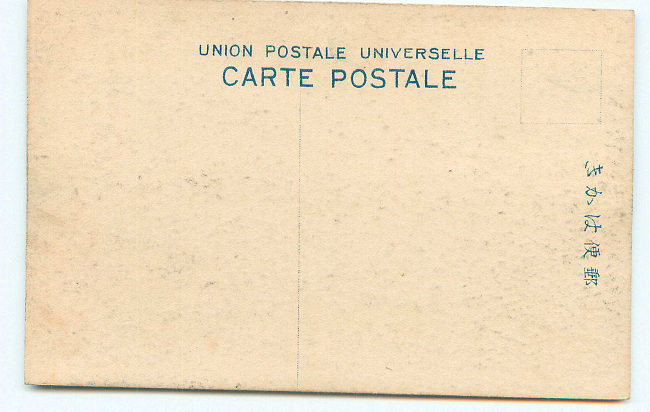 UNION POSTALE UNIVERSELLE
CARTE POSTALE
郵便はかき